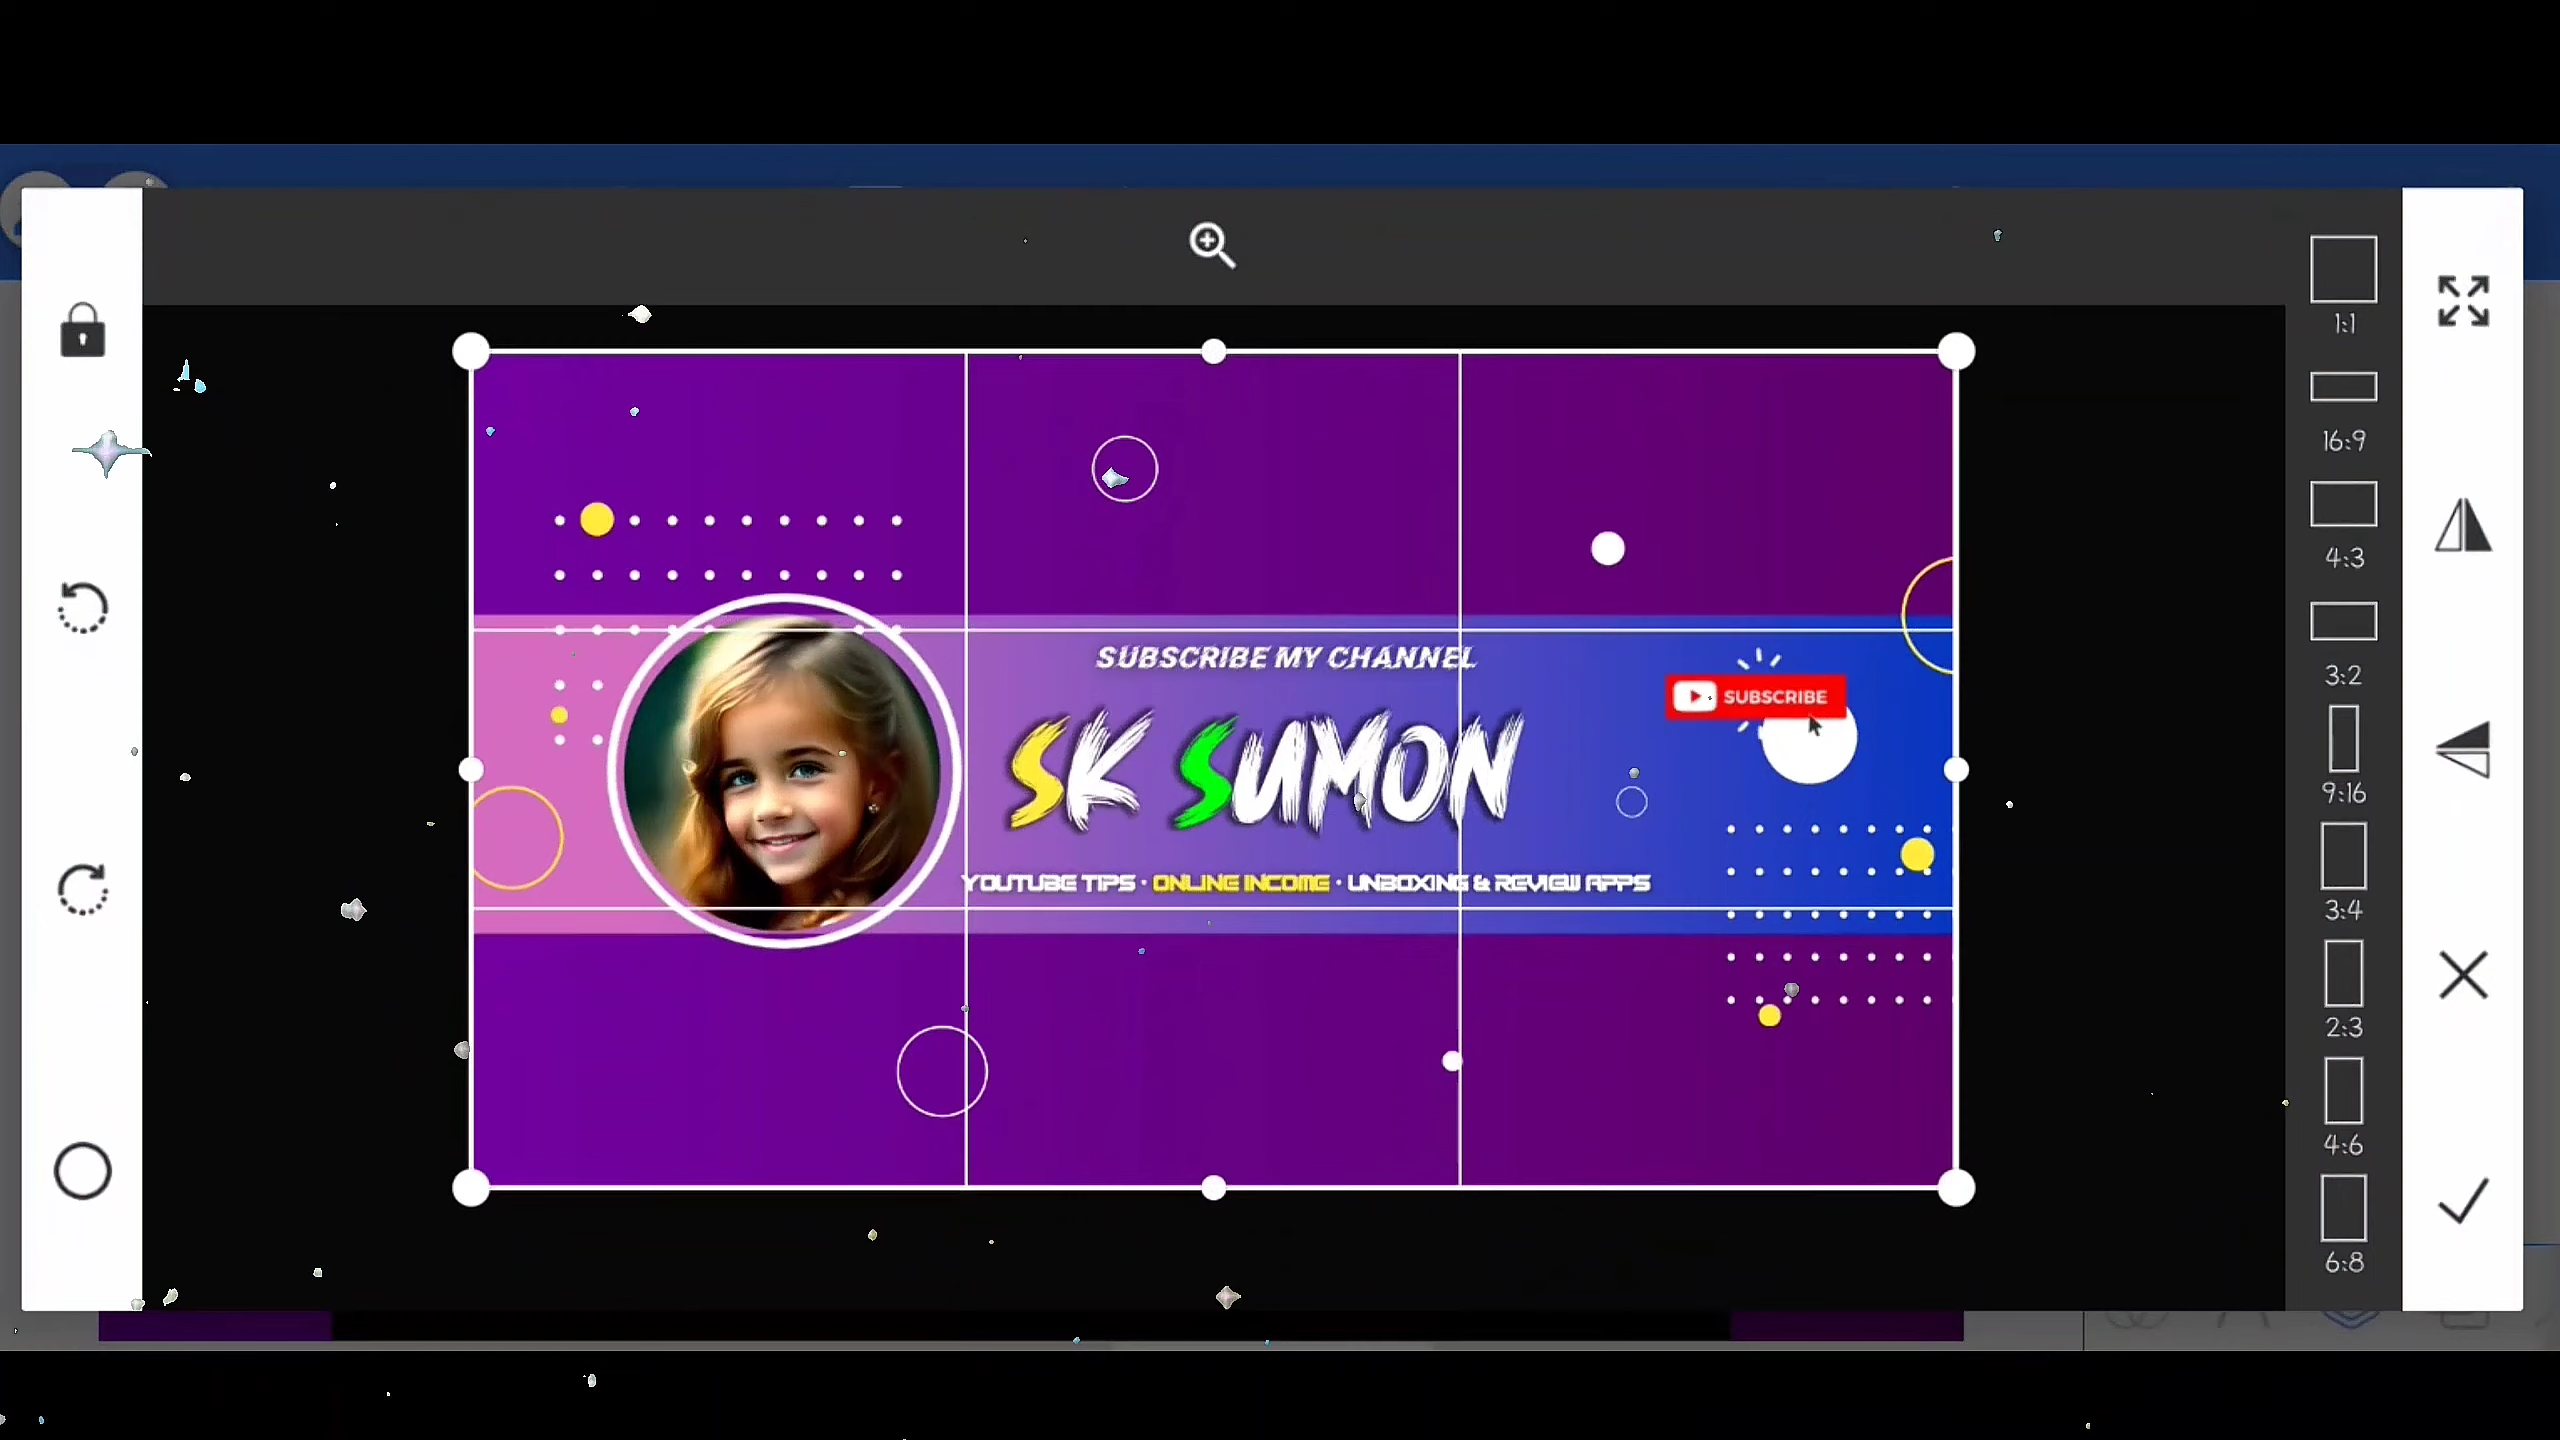 SUBSCRIBE MY CHANNEL
SUBSCRIBE
SK SUMON
YOUTUBE TIPS · ONLINE INCOME · UNBOXING & REVIEW APPS
1:1
16:9
4:3
3:2
9:16
3:4
2:3
4:6
6:8